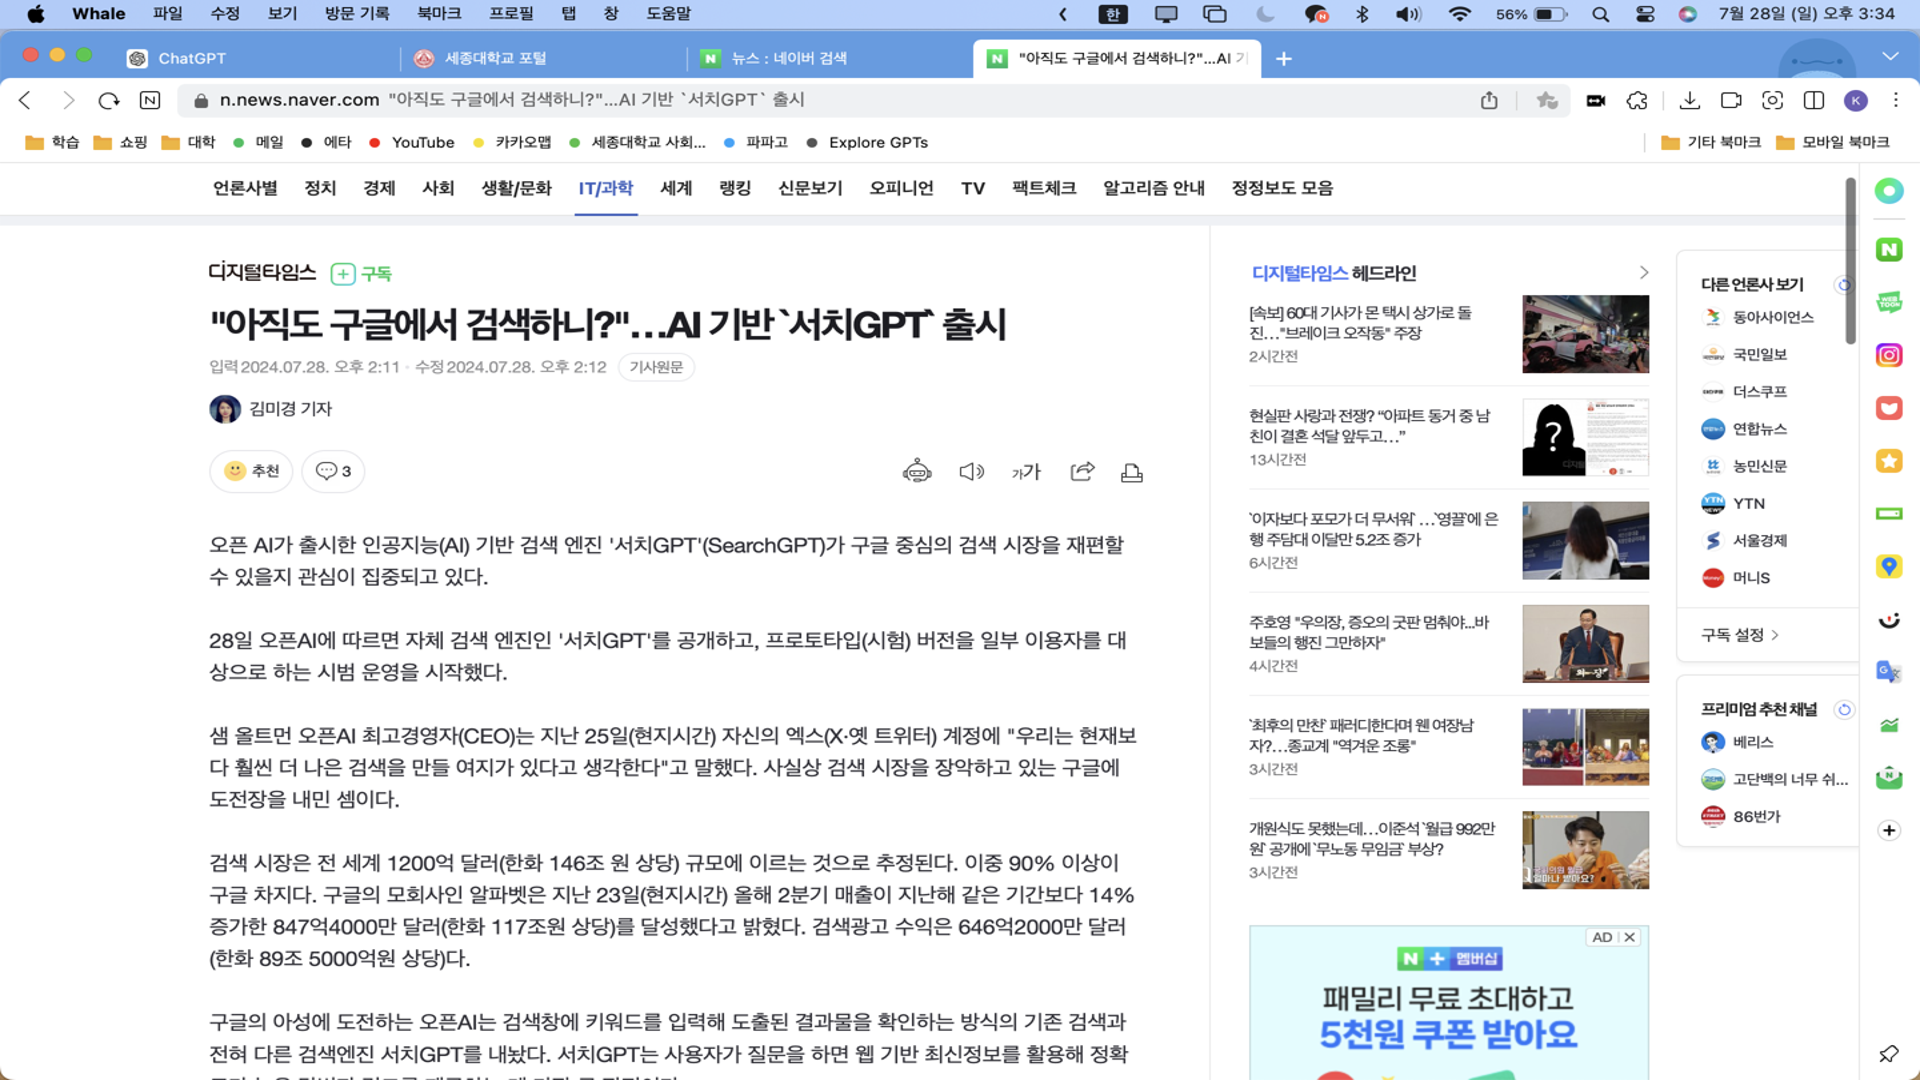 Whale 파일 수정 보기 방문 기록 북마크 프로필 탭 창 도움말 한 56% 7월 28일 (일) 오후 3:34
ChatGPT 세종대학교 포털 뉴스 : 네이버 검색 "아직도 구글에서 검색하니?"...AI 기
n.news.naver.com "아직도 구글에서 검색하니?"...AI 기반 `서치GPT` 출시
학습 쇼핑 대학 메일 에타 YouTube 카카오맵 세종대학교 사회... 파파고 Explore GPTs 기타 북마크 모바일 북마크
언론사별 정치 경제 사회 생활/문화 IT/과학 세계 랭킹 신문보기 오피니언 TV 팩트체크 알고리즘 안내 정정보도 모음
디지털타임스 구독
"아직도 구글에서 검색하니?"…AI 기반 `서치GPT` 출시
입력 2024.07.28. 오후 2:11 · 수정 2024.07.28. 오후 2:12 기사원문
김미경 기자
추천 3
가가
오픈 AI가 출시한 인공지능(AI) 기반 검색 엔진 '서치GPT'(SearchGPT)가 구글 중심의 검색 시장을 재편할
수 있을지 관심이 집중되고 있다.
28일 오픈AI에 따르면 자체 검색 엔진인 '서치GPT'를 공개하고, 프로토타입(시험) 버전을 일부 이용자를 대
상으로 하는 시범 운영을 시작했다.
샘 올트먼 오픈AI 최고경영자(CEO)는 지난 25일(현지시간) 자신의 엑스(X·옛 트위터) 계정에 "우리는 현재보
다 훨씬 더 나은 검색을 만들 여지가 있다고 생각한다"고 말했다. 사실상 검색 시장을 장악하고 있는 구글에
도전장을 내민 셈이다.
검색 시장은 전 세계 1200억 달러(한화 146조 원 상당) 규모에 이르는 것으로 추정된다. 이중 90% 이상이
구글 차지다. 구글의 모회사인 알파벳은 지난 23일(현지시간) 올해 2분기 매출이 지난해 같은 기간보다 14%
증가한 847억4000만 달러(한화 117조원 상당)를 달성했다고 밝혔다. 검색광고 수익은 646억2000만 달러
(한화 89조 5000억원 상당)다.
구글의 아성에 도전하는 오픈AI는 검색창에 키워드를 입력해 도출된 결과물을 확인하는 방식의 기존 검색과
전혀 다른 검색엔진 서치GPT를 내놨다. 서치GPT는 사용자가 질문을 하면 웹 기반 최신정보를 활용해 정확
디지털타임스 헤드라인
[속보] 60대 기사가 몬 택시 상가로 돌
진…"브레이크 오작동" 주장
2시간전
현실판 사랑과 전쟁? “아파트 동거 중 남
친이 결혼 석달 앞두고…”
13시간전
`이자보다 포모가 더 무서워`…`영끌`에 은
행 주담대 이달만 5.2조 증가
6시간전
주호영 "우의장, 증오의 굿판 멈춰야...바
보들의 행진 그만하자"
4시간전
`최후의 만찬` 패러디한다며 웬 여장남
자?…종교계 "역겨운 조롱"
3시간전
개원식도 못했는데…이준석 `월급 992만
원` 공개에 `무노동 무임금` 부상?
3시간전
AD
N + 멤버십
패밀리 무료 초대하고
5천원 쿠폰 받아요
다른 언론사 보기
동아사이언스
국민일보
더스쿠프
연합뉴스
농민신문
YTN
서울경제
머니S
구독 설정
프리미엄 추천 채널
베리스
고단백의 너무 쉬...
86번가